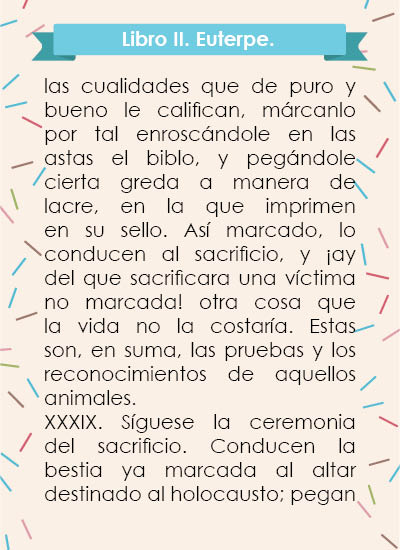 Libro II. Euterpe.
las cualidades que de puro y
bueno le califican, márcanlo
por tal enroscándole en las
astas el biblo, y pegándole
cierta greda a manera de
lacre, en la que imprimen
en su sello. Así marcado, lo
conducen al sacrificio, y ¡ay
del que sacrificara una víctima
no marcada! otra cosa que
la vida no la costaría. Estas
son, en suma, las pruebas y los
reconocimientos de aquellos
animales.
XXXIX. Síguese la ceremonia
del sacrificio. Conducen la
bestia ya marcada al altar
destinado al holocausto; pegan